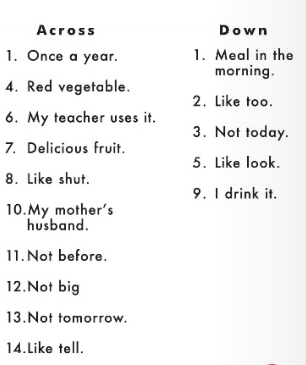 Across
1. Once a year.
4. Red vegetable.
6. My teacher uses it.
7. Delicious fruit.
8. Like shut.
10.My mother's
husband.
11.Not before.
12.Not big
13.Not tomorrow.
14.Like tell.
Down
1. Meal in the
morning.
2. Like too.
3. Not today.
5. Like look.
9. I drink it.